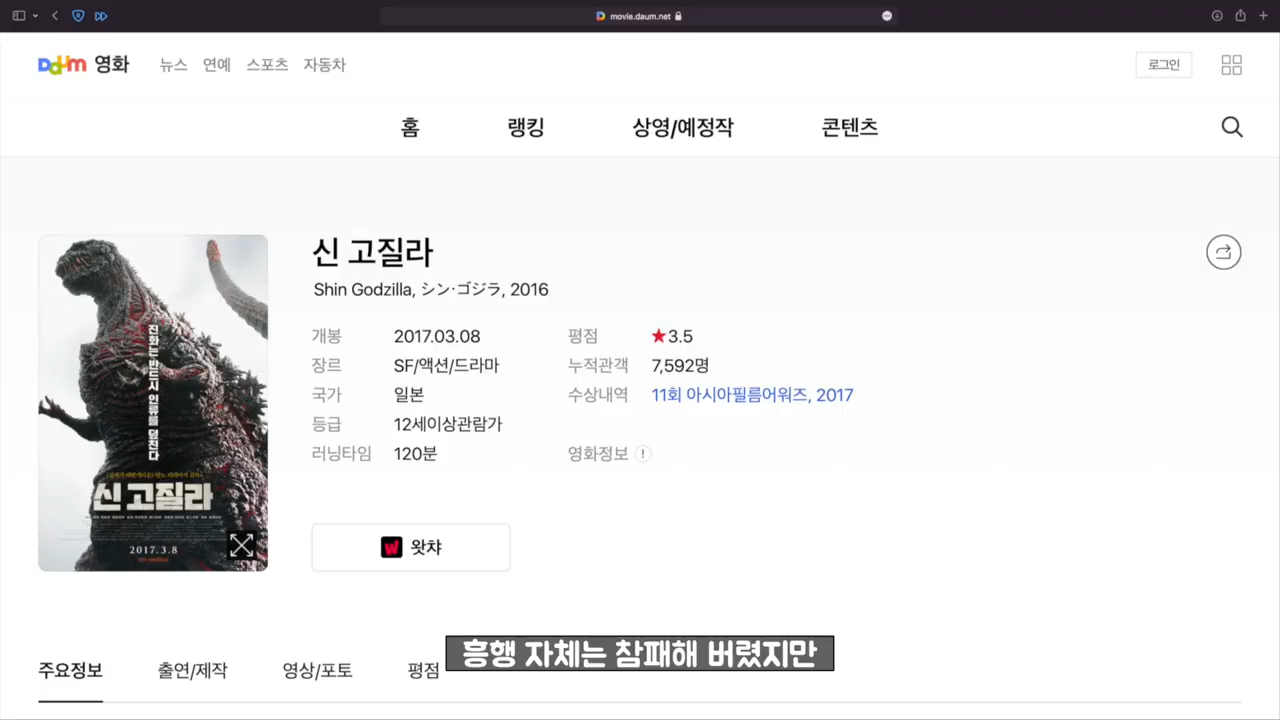 movie.daum.net
Daum 영화
뉴스 연예 스포츠 자동차
로그인
홈 랭킹 상영/예정작 콘텐츠
신 고질라
Shin Godzilla, シン·ゴジラ, 2016
개봉 2017.03.08 평점 ★3.5
장르 SF/액션/드라마 누적관객 7,592명
국가 일본 수상내역 11회 아시아필름어워즈, 2017
등급 12세이상관람가
러닝타임 120분 영화정보 !
진화는 반드시 인류를 덮친다
신 고질라
2017.3.8
W 왓챠
주요정보 출연/제작 영상/포토 평점
흥행 자체는 참패해 버렸지만